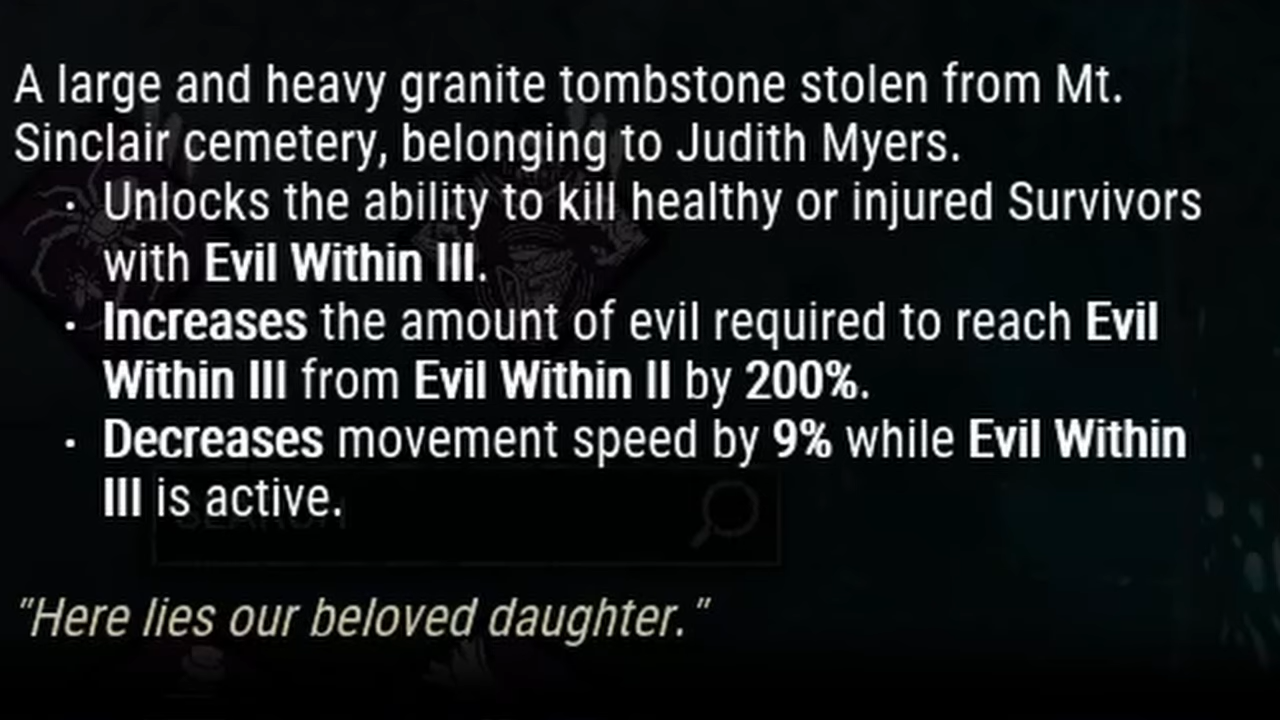 A large and heavy granite tombstone stolen from Mt.
Sinclair cemetery, belonging to Judith Myers.
· Unlocks the ability to kill healthy or injured Survivors
with Evil Within III.
· Increases the amount of evil required to reach Evil
Within III from Evil Within II by 200%.
· Decreases movement speed by 9% while Evil Within
III is active.
SEARCH
"Here lies our beloved daughter."